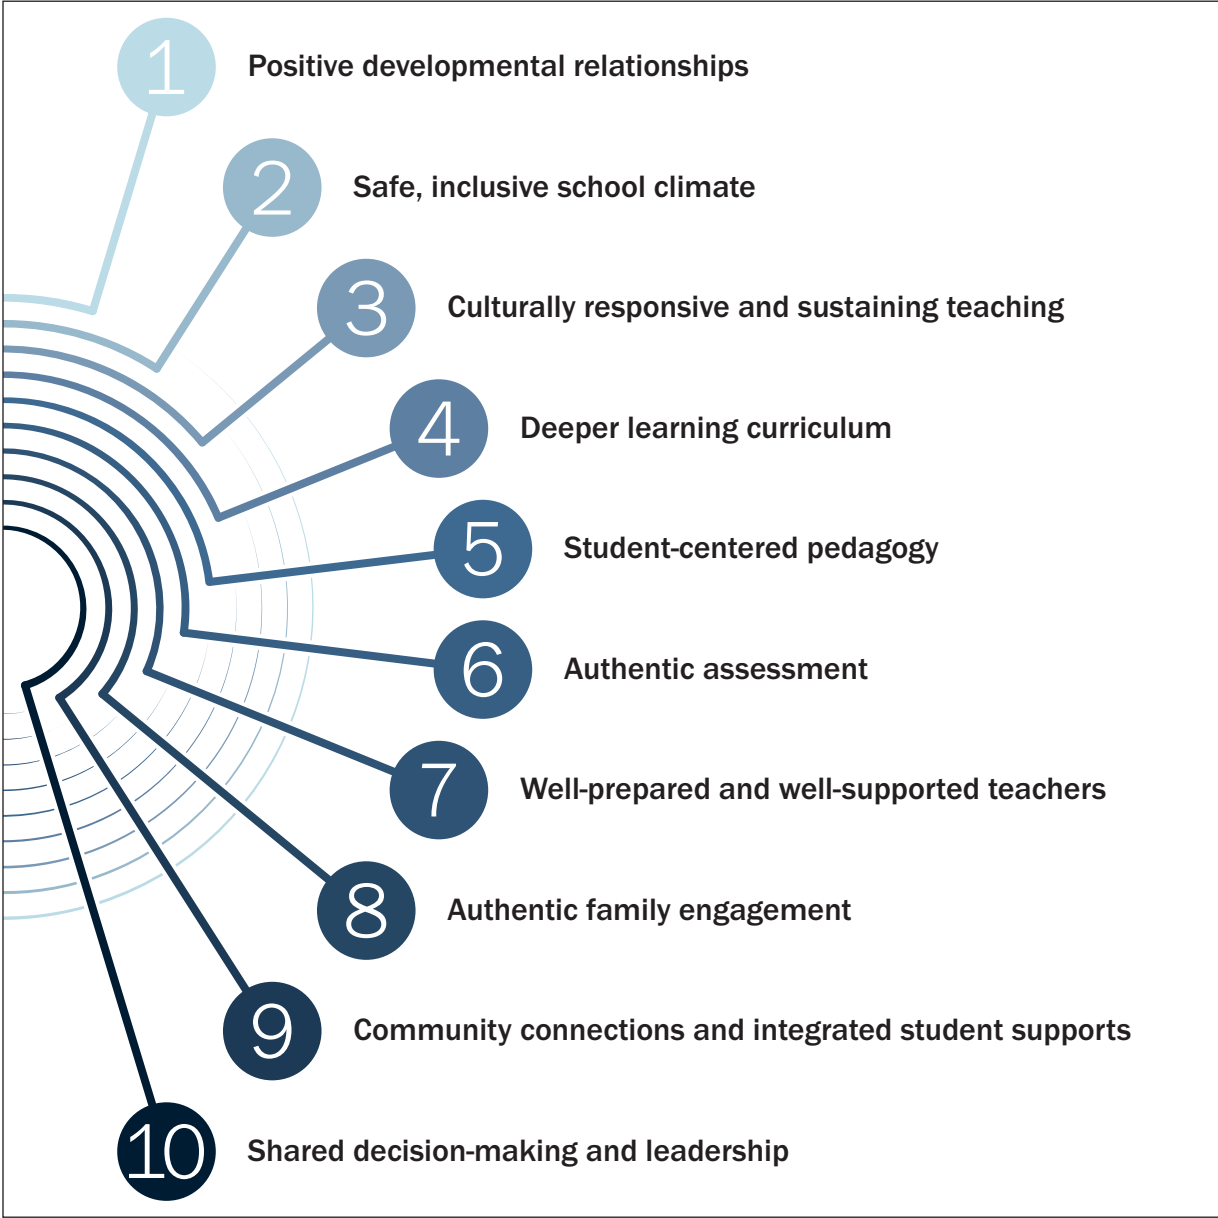 1 Positive developmental relationships
2 Safe, inclusive school climate
3 Culturally responsive and sustaining teaching
4 Deeper learning curriculum
5 Student-centered pedagogy
6 Authentic assessment
7 Well-prepared and well-supported teachers
8 Authentic family engagement
9 Community connections and integrated student supports
10 Shared decision-making and leadership